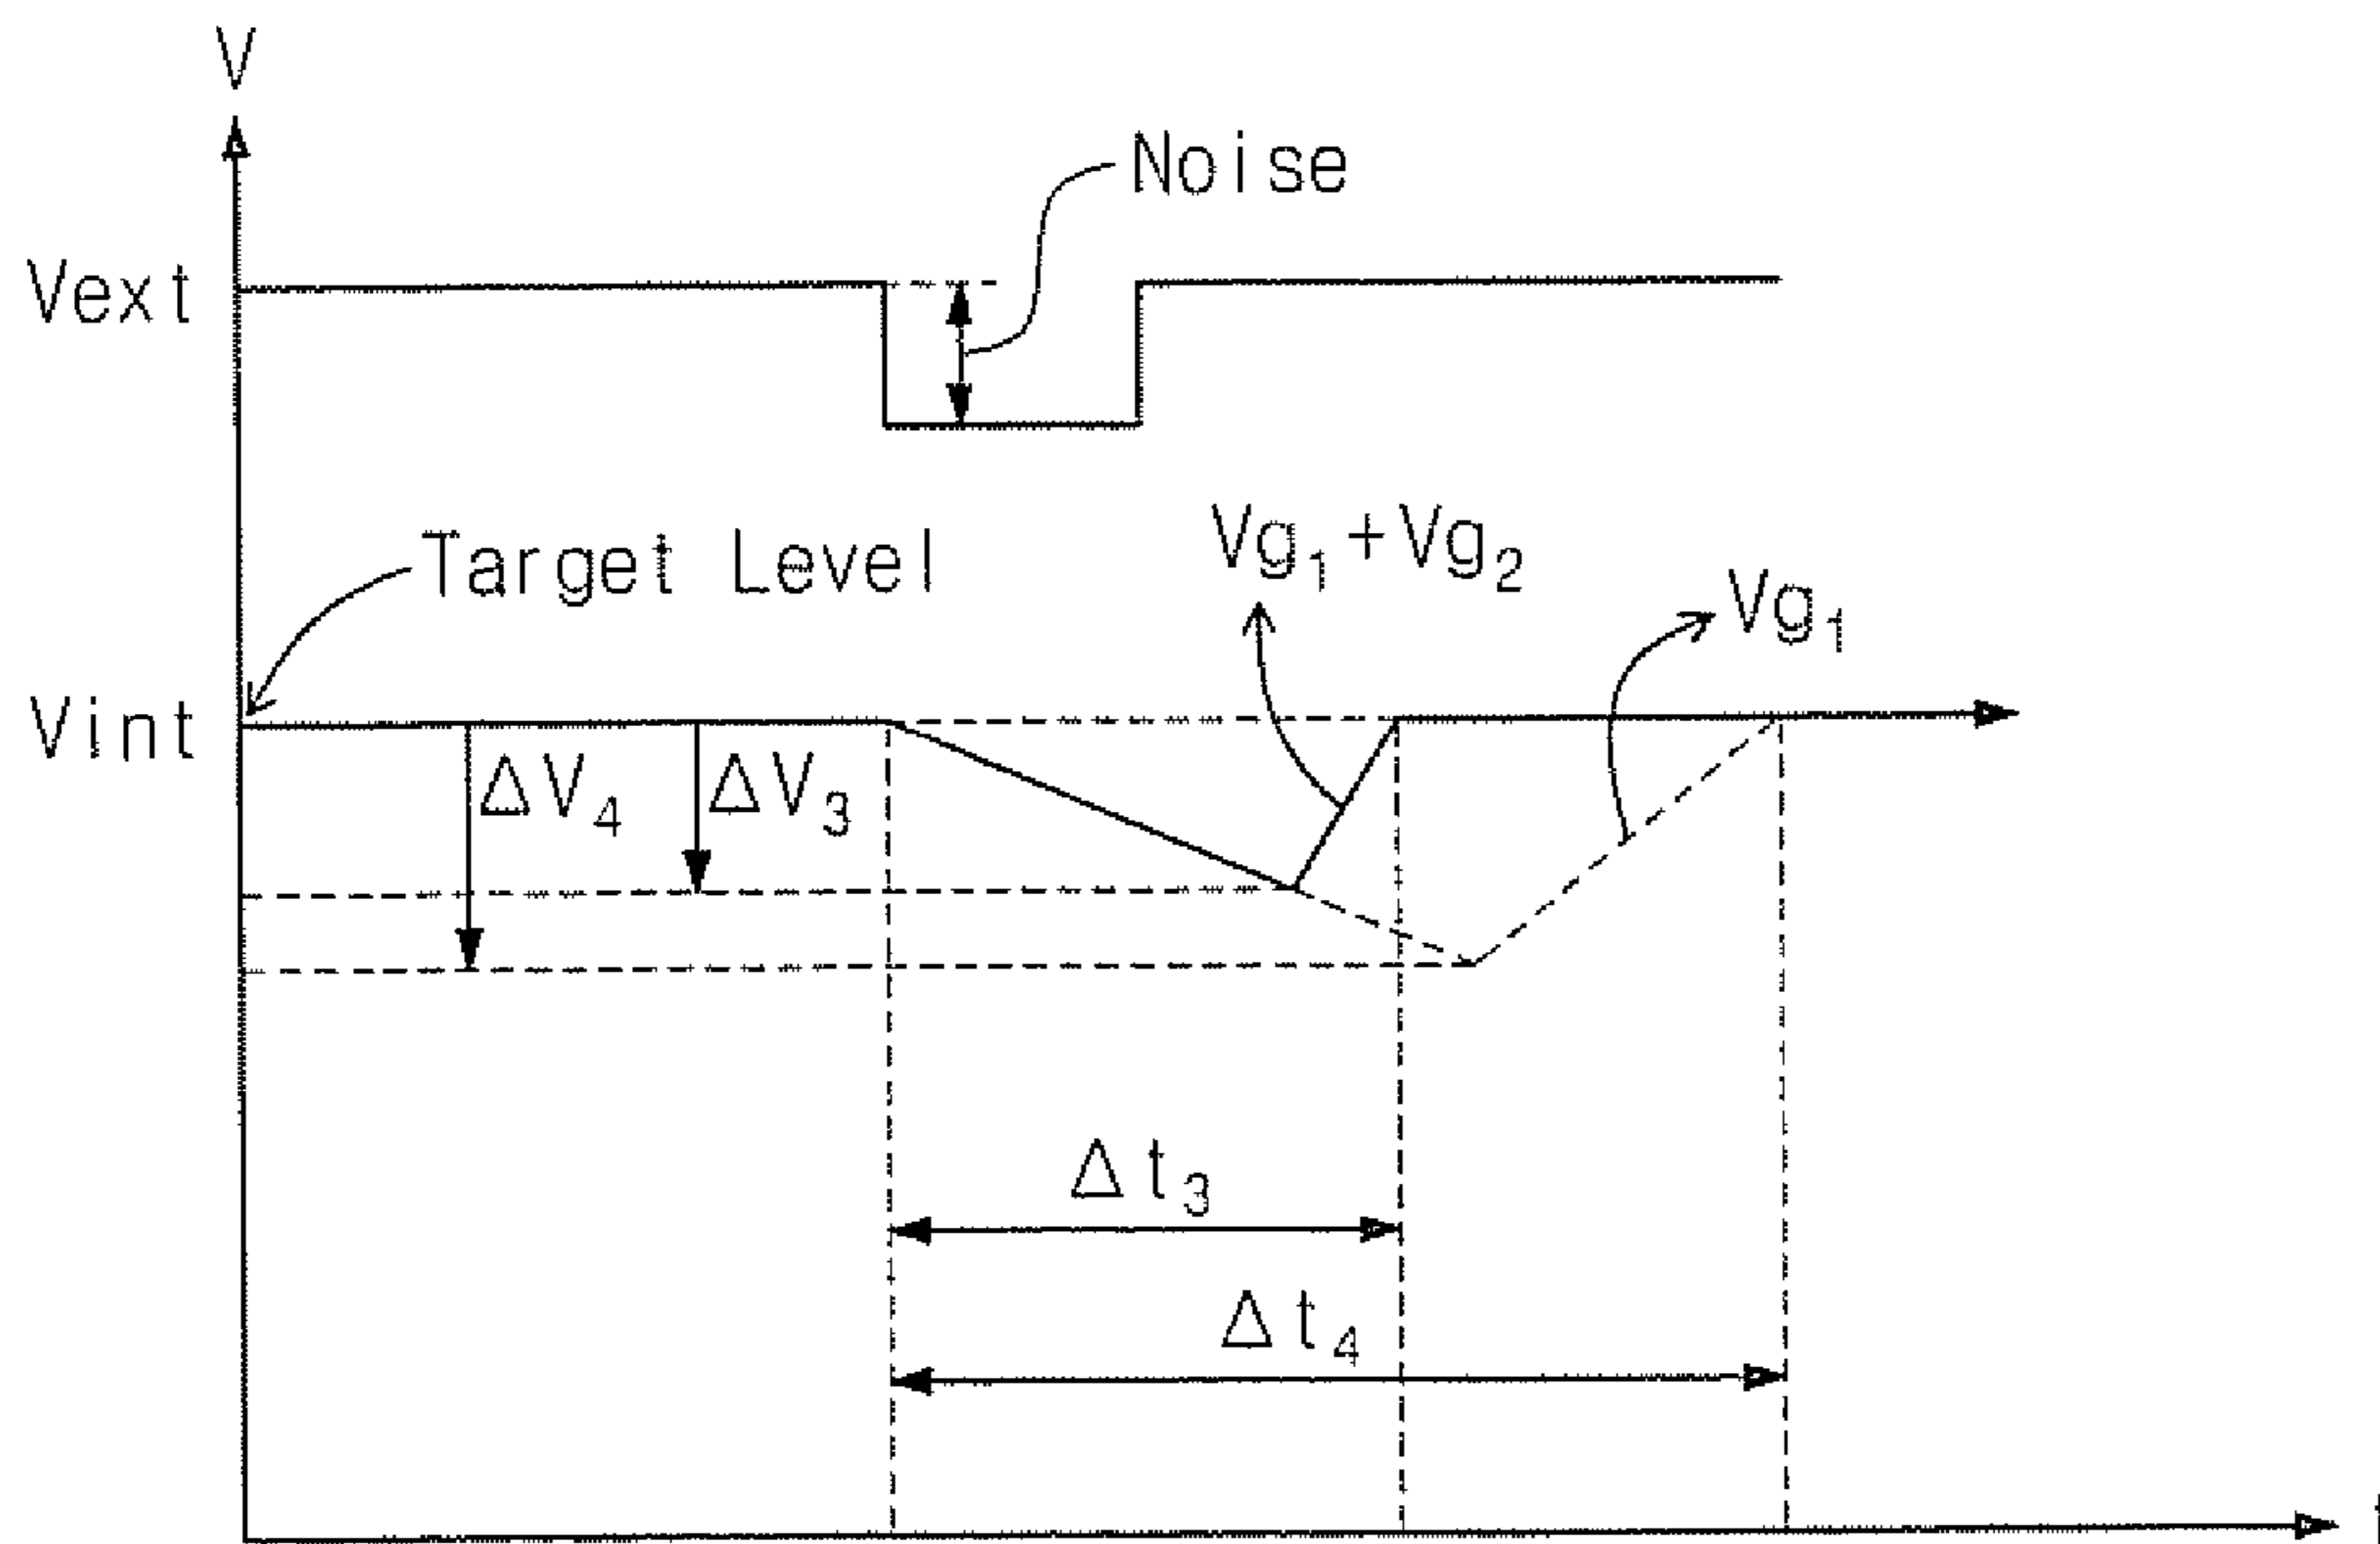 V
Noise
Vext
Vg₁+Vg₂
Target Level
Vg₁
Vint
ΔV₄
ΔV₃
Δt₃
Δt₄